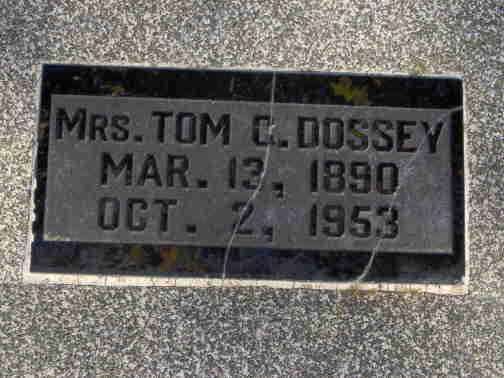 MRS. TOM C. DOSSEY
MAR. 13, 1890
OCT. 2, 1953